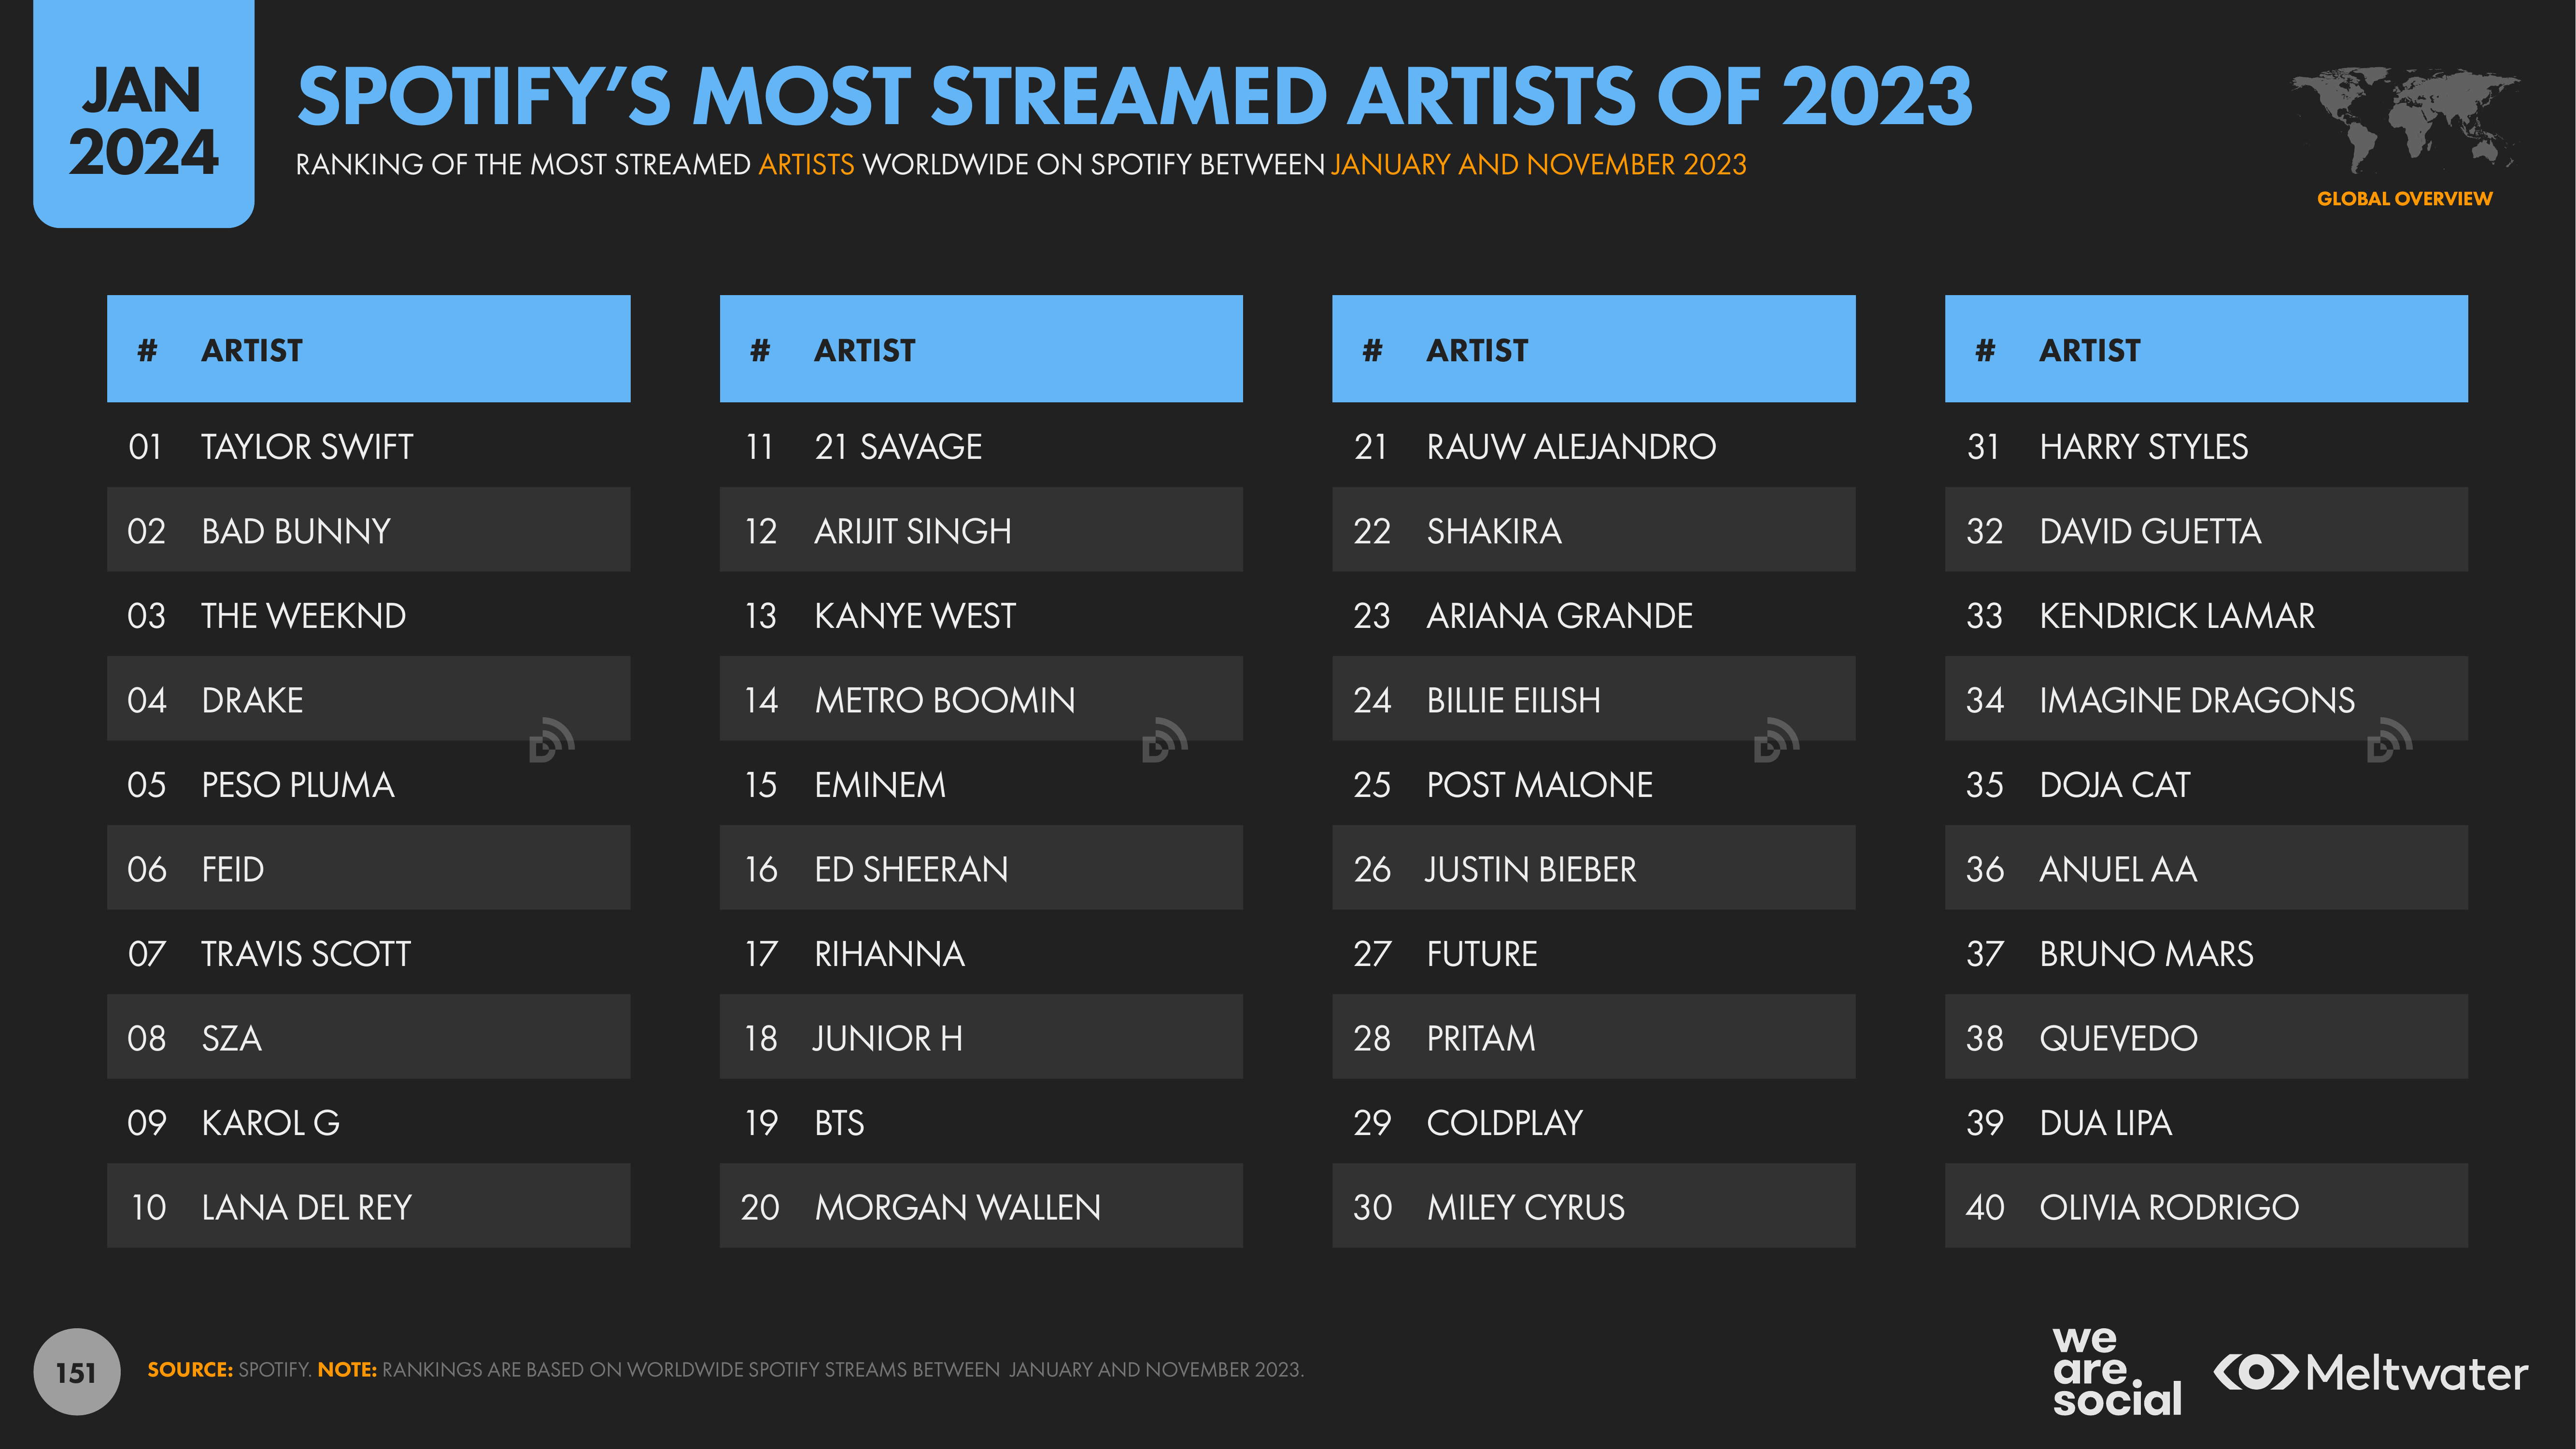 JAN
2024
SPOTIFY’S MOST STREAMED ARTISTS OF 2023
RANKING OF THE MOST STREAMED ARTISTS WORLDWIDE ON SPOTIFY BETWEEN JANUARY AND NOVEMBER 2023
GLOBAL OVERVIEW
# ARTIST
01 TAYLOR SWIFT
02 BAD BUNNY
03 THE WEEKND
04 DRAKE
05 PESO PLUMA
06 FEID
07 TRAVIS SCOTT
08 SZA
09 KAROL G
10 LANA DEL REY
# ARTIST
11 21 SAVAGE
12 ARIJIT SINGH
13 KANYE WEST
14 METRO BOOMIN
15 EMINEM
16 ED SHEERAN
17 RIHANNA
18 JUNIOR H
19 BTS
20 MORGAN WALLEN
# ARTIST
21 RAUW ALEJANDRO
22 SHAKIRA
23 ARIANA GRANDE
24 BILLIE EILISH
25 POST MALONE
26 JUSTIN BIEBER
27 FUTURE
28 PRITAM
29 COLDPLAY
30 MILEY CYRUS
# ARTIST
31 HARRY STYLES
32 DAVID GUETTA
33 KENDRICK LAMAR
34 IMAGINE DRAGONS
35 DOJA CAT
36 ANUEL AA
37 BRUNO MARS
38 QUEVEDO
39 DUA LIPA
40 OLIVIA RODRIGO
151
SOURCE: SPOTIFY. NOTE: RANKINGS ARE BASED ON WORLDWIDE SPOTIFY STREAMS BETWEEN JANUARY AND NOVEMBER 2023.
we
are
social
Meltwater